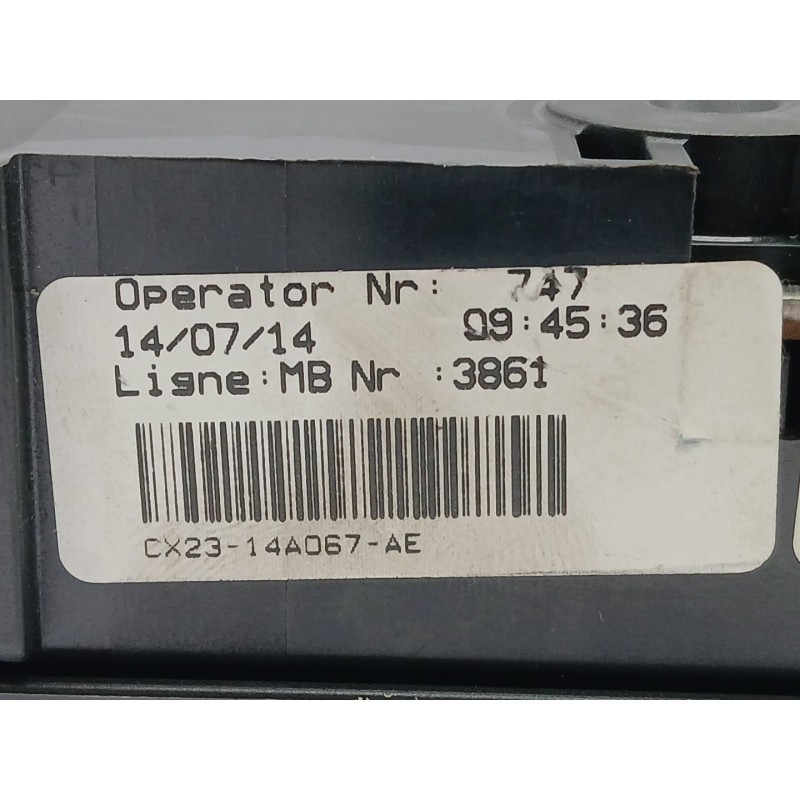 Operator Nr: 747
14/07/14 09:45:36
Ligne:MB Nr :3861
CX23-14A067-AE